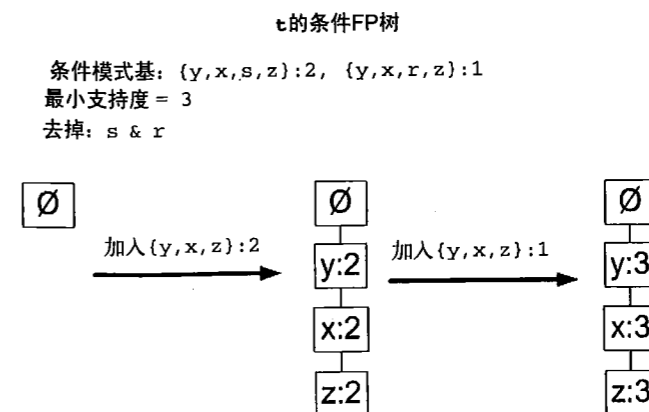 t的条件FP树
条件模式基: {y,x,s,z}:2, {y,x,r,z}:1
最小支持度 = 3
去掉: s & r
Ø
加入{y,x,z}:2
Ø
y:2
x:2
z:2
加入{y,x,z}:1
Ø
y:3
x:3
z:3